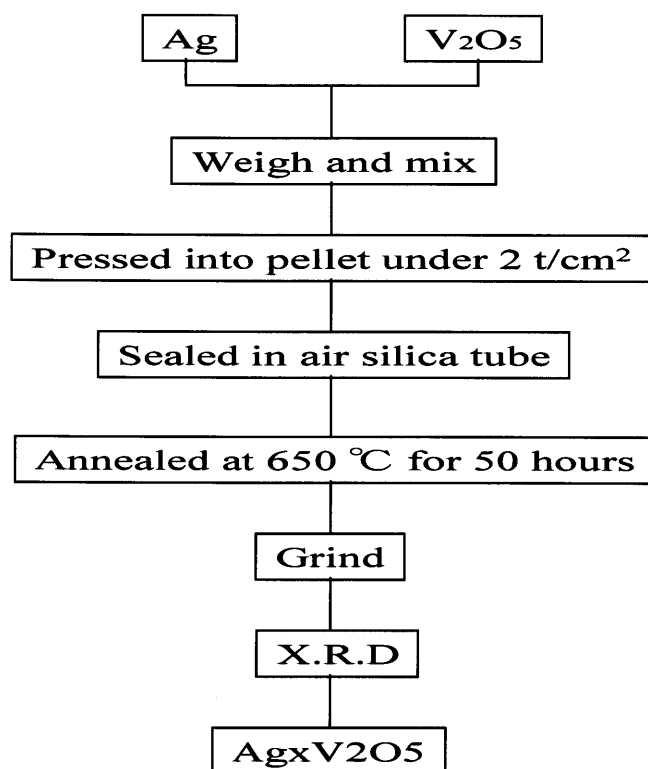 Ag
V₂O₅
Weigh and mix
Pressed into pellet under 2 t/cm²
Sealed in air silica tube
Annealed at 650 ℃ for 50 hours
Grind
X.R.D
AgxV2O5